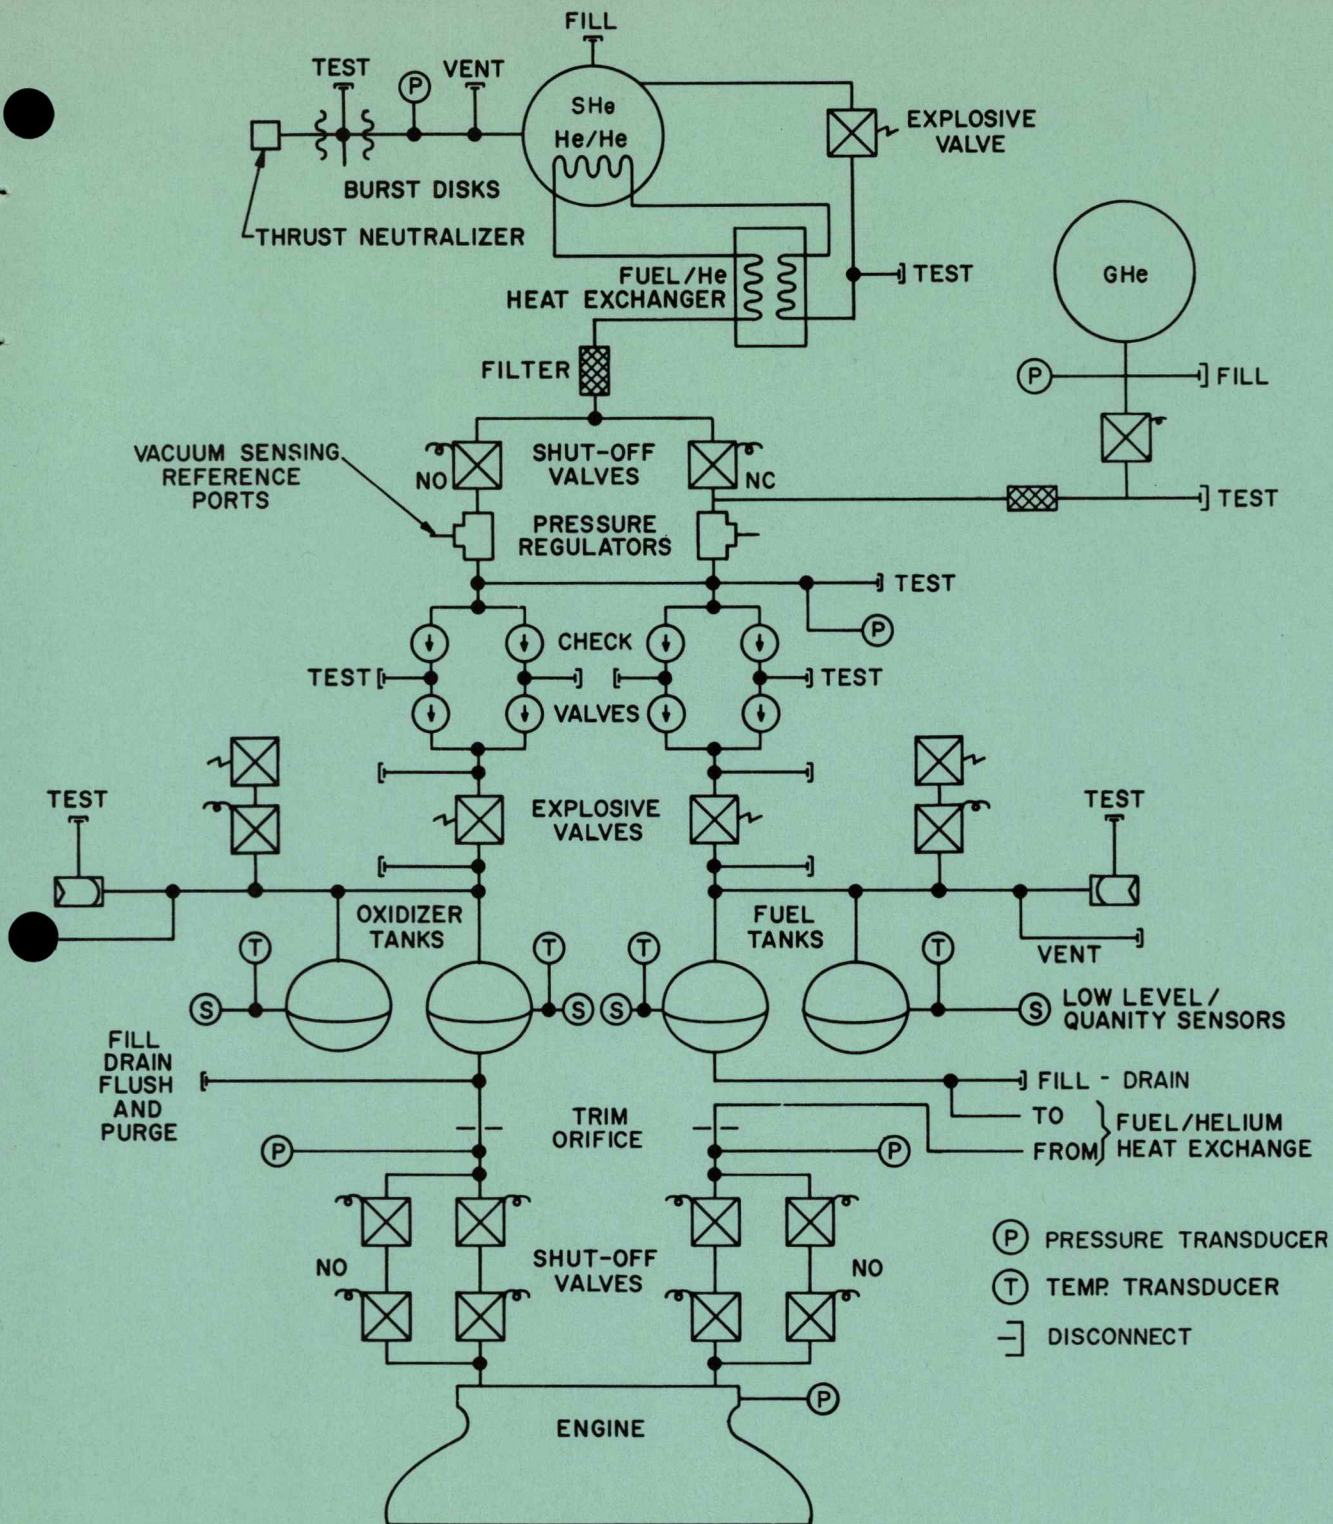 FILL
TEST
P
VENT
SHe
He/He
EXPLOSIVE
VALVE
BURST DISKS
THRUST NEUTRALIZER
FUEL/He
HEAT EXCHANGER
TEST
GHe
FILTER
P
FILL
VACUUM SENSING
REFERENCE
PORTS
NO
SHUT-OFF
VALVES
NC
TEST
PRESSURE
REGULATORS
TEST
P
CHECK
TEST
TEST
VALVES
TEST
EXPLOSIVE
VALVES
TEST
OXIDIZER
TANKS
FUEL
TANKS
VENT
T
T
T
T
S
S
S
S
LOW LEVEL/
QUANITY SENSORS
FILL
DRAIN
FLUSH
AND
PURGE
FILL - DRAIN
TO
FROM
FUEL/HELIUM
HEAT EXCHANGE
TRIM
ORIFICE
P
P
NO
SHUT-OFF
VALVES
NO
P PRESSURE TRANSDUCER
T TEMP. TRANSDUCER
DISCONNECT
P
ENGINE